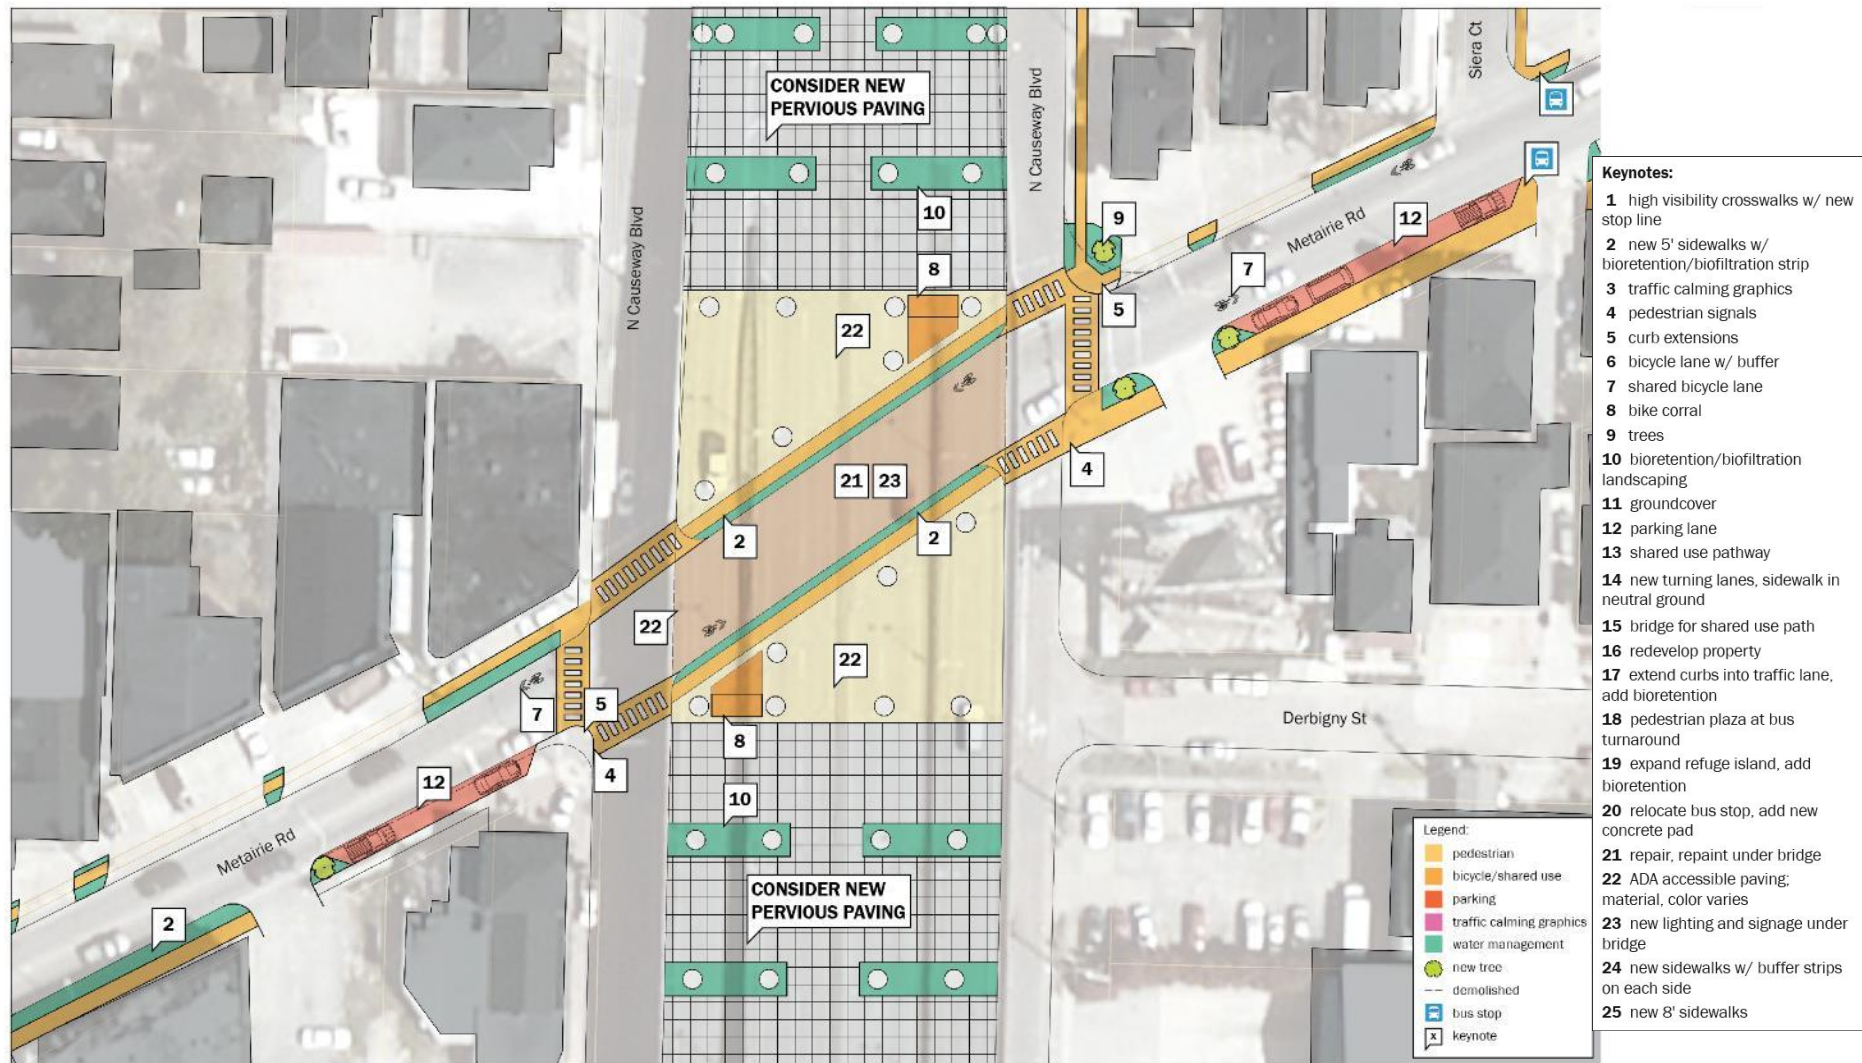 Siera Ct
N Causeway Blvd
CONSIDER NEW
PERVIOUS PAVING
N Causeway Blvd
10
9
12
Metairie Rd
8
7
5
22
21 23
4
2
2
22
22
7
5
8
4
12
10
Derbigny St
Metairie Rd
2
CONSIDER NEW
PERVIOUS PAVING
Keynotes:
1 high visibility crosswalks w/ new
stop line
2 new 5' sidewalks w/
bioretention/biofiltration strip
3 traffic calming graphics
4 pedestrian signals
5 curb extensions
6 bicycle lane w/ buffer
7 shared bicycle lane
8 bike corral
9 trees
10 bioretention/biofiltration
landscaping
11 groundcover
12 parking lane
13 shared use pathway
14 new turning lanes, sidewalk in
neutral ground
15 bridge for shared use path
16 redevelop property
17 extend curbs into traffic lane,
add bioretention
18 pedestrian plaza at bus
turnaround
19 expand refuge island, add
bioretention
20 relocate bus stop, add new
concrete pad
21 repair, repaint under bridge
22 ADA accessible paving;
material, color varies
23 new lighting and signage under
bridge
24 new sidewalks w/ buffer strips
on each side
25 new 8' sidewalks
Legend:
pedestrian
bicycle/shared use
parking
traffic calming graphics
water management
new tree
demolished
bus stop
x keynote